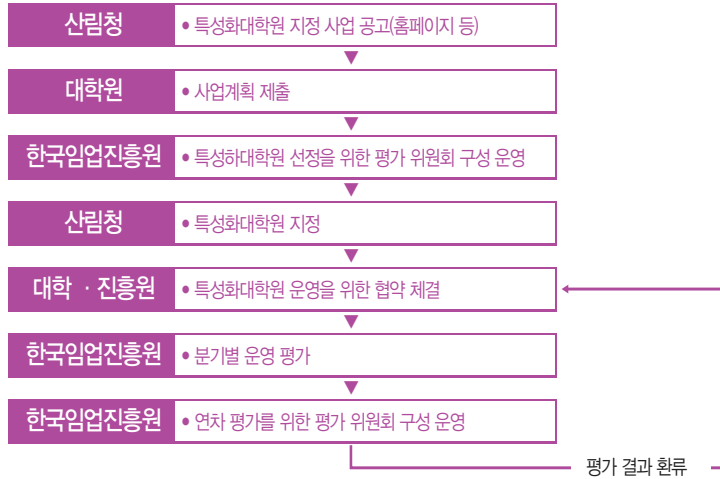 산림청
• 특성화대학원 지정 사업 공고(홈페이지 등)
대학원
• 사업계획 제출
한국임업진흥원
• 특성하대학원 선정을 위한 평가 위원회 구성 운영
산림청
• 특성화대학원 지정
대학 · 진흥원
• 특성화대학원 운영을 위한 협약 체결
한국임업진흥원
• 분기별 운영 평가
한국임업진흥원
• 연차 평가를 위한 평가 위원회 구성 운영
평가 결과 환류